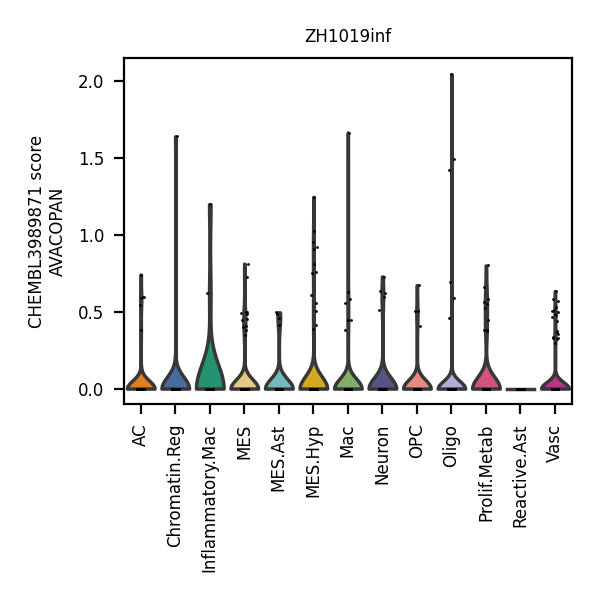 ZH1019inf
CHEMBL3989871 score
AVACOPAN
2.0
1.5
1.0
0.5
0.0
AC
Chromatin.Reg
Inflammatory.Mac
MES
MES.Ast
MES.Hyp
Mac
Neuron
OPC
Oligo
Prolif.Metab
Reactive.Ast
Vasc